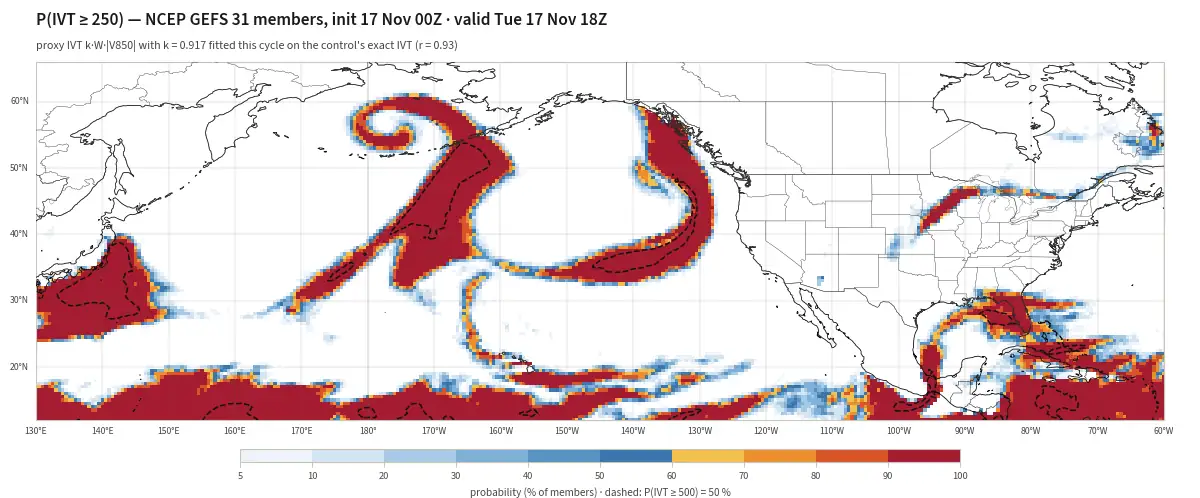 P(IVT ≥ 250) — NCEP GEFS 31 members, init 17 Nov 00Z · valid Tue 17 Nov 18Z
proxy IVT k·W·|V850| with k = 0.917 fitted this cycle on the control's exact IVT (r = 0.93)
60°N
50°N
40°N
30°N
20°N
130°E 140°E 150°E 160°E 170°E 180° 170°W 160°W 150°W 140°W 130°W 120°W 110°W 100°W 90°W 80°W 70°W 60°W
5 10 20 30 40 50 60 70 80 90 100
probability (% of members) · dashed: P(IVT ≥ 500) = 50 %